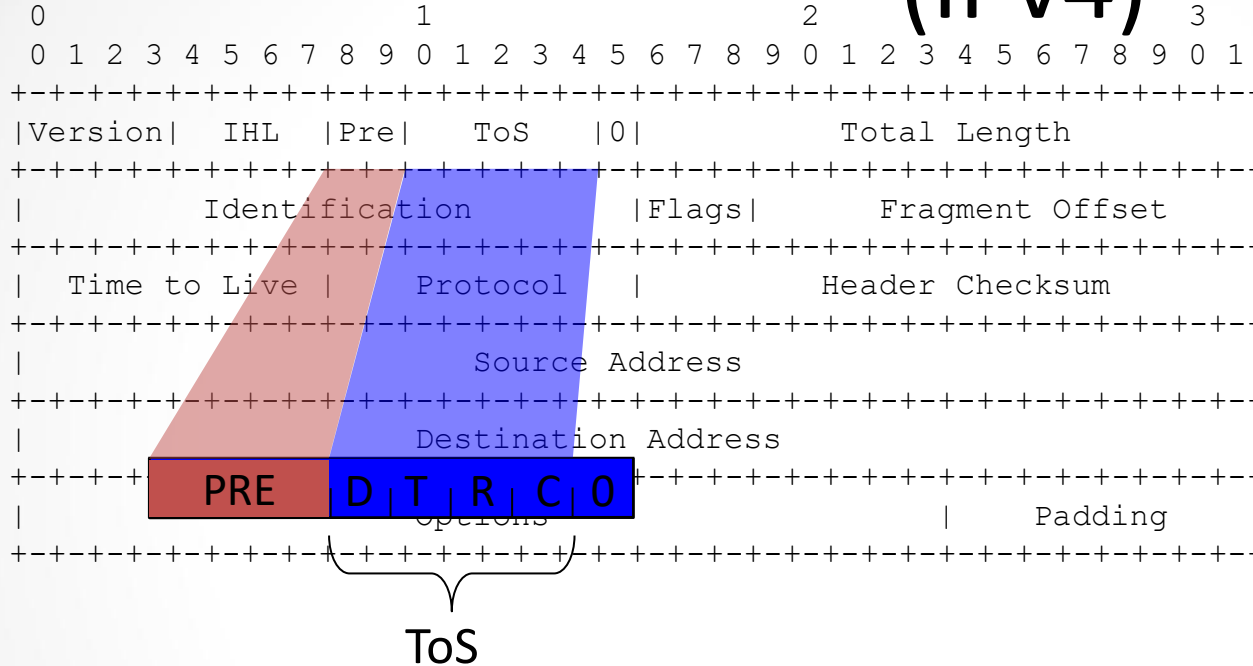 (IPv4)
0 1 2 3
0 1 2 3 4 5 6 7 8 9 0 1 2 3 4 5 6 7 8 9 0 1 2 3 4 5 6 7 8 9 0 1
+-+-+-+-+-+-+-+-+-+-+-+-+-+-+-+-+-+-+-+-+-+-+-+-+-+-+-+-+-+-+-+-
|Version| IHL |Pre| ToS |0| Total Length
+-+-+-+-+-+-+-+-+-+-+-+-+-+-+-+-+-+-+-+-+-+-+-+-+-+-+-+-+-+-+-+-
| Identification |Flags| Fragment Offset
+-+-+-+-+-+-+-+-+-+-+-+-+-+-+-+-+-+-+-+-+-+-+-+-+-+-+-+-+-+-+-+-
| Time to Live | Protocol | Header Checksum
+-+-+-+-+-+-+-+-+-+-+-+-+-+-+-+-+-+-+-+-+-+-+-+-+-+-+-+-+-+-+-+-
| Source Address
+-+-+-+-+-+-+-+-+-+-+-+-+-+-+-+-+-+-+-+-+-+-+-+-+-+-+-+-+-+-+-+-
| Destination Address
+-+-+-+ PRE D T R C 0 +-+-+-+-+-+-+-+-+-+-+-+-+-+-+-+-
| Options | Padding
+-+-+-+-+-+-+-+-+-+-+-+-+-+-+-+-+-+-+-+-+-+-+-+-+-+-+-+-+-+-+-+-
ToS